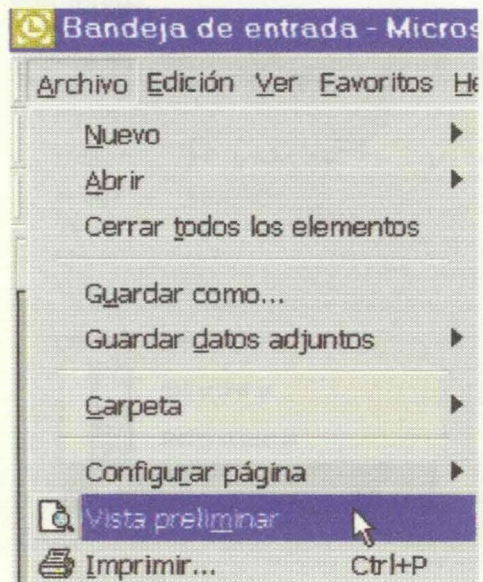 Bandeja de entrada - Micros
Archivo Edición Ver Favoritos He
Nuevo
Abrir
Cerrar todos los elementos
Guardar como...
Guardar datos adjuntos
Carpeta
Configurar página
Vista preliminar
Imprimir... Ctrl+P